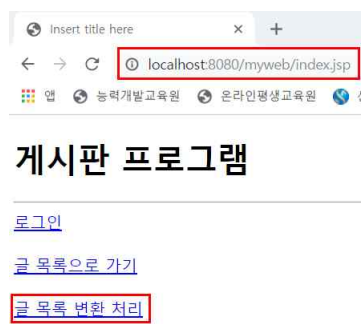 Insert title here
localhost:8080/myweb/index.jsp
앱 능력개발교육원 온라인평생교육원
게시판 프로그램
로그인
글 목록으로 가기
글 목록 변환 처리